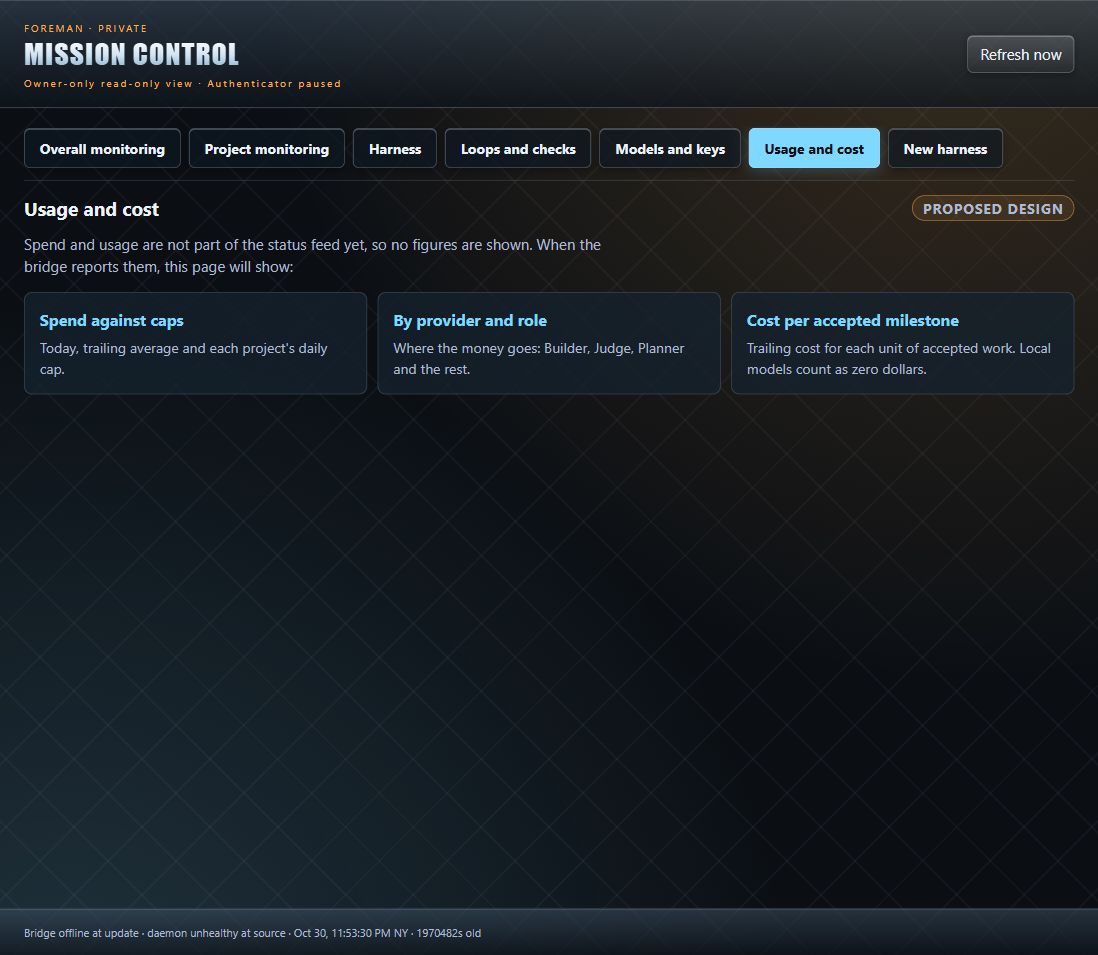 FOREMAN · PRIVATE
MISSION CONTROL
Owner-only read-only view · Authenticator paused
Refresh now
Overall monitoring
Project monitoring
Harness
Loops and checks
Models and keys
Usage and cost
New harness
Usage and cost
PROPOSED DESIGN
Spend and usage are not part of the status feed yet, so no figures are shown. When the
bridge reports them, this page will show:
Spend against caps
Today, trailing average and each project's daily
cap.
By provider and role
Where the money goes: Builder, Judge, Planner
and the rest.
Cost per accepted milestone
Trailing cost for each unit of accepted work. Local
models count as zero dollars.
Bridge offline at update · daemon unhealthy at source · Oct 30, 11:53:30 PM NY · 1970482s old